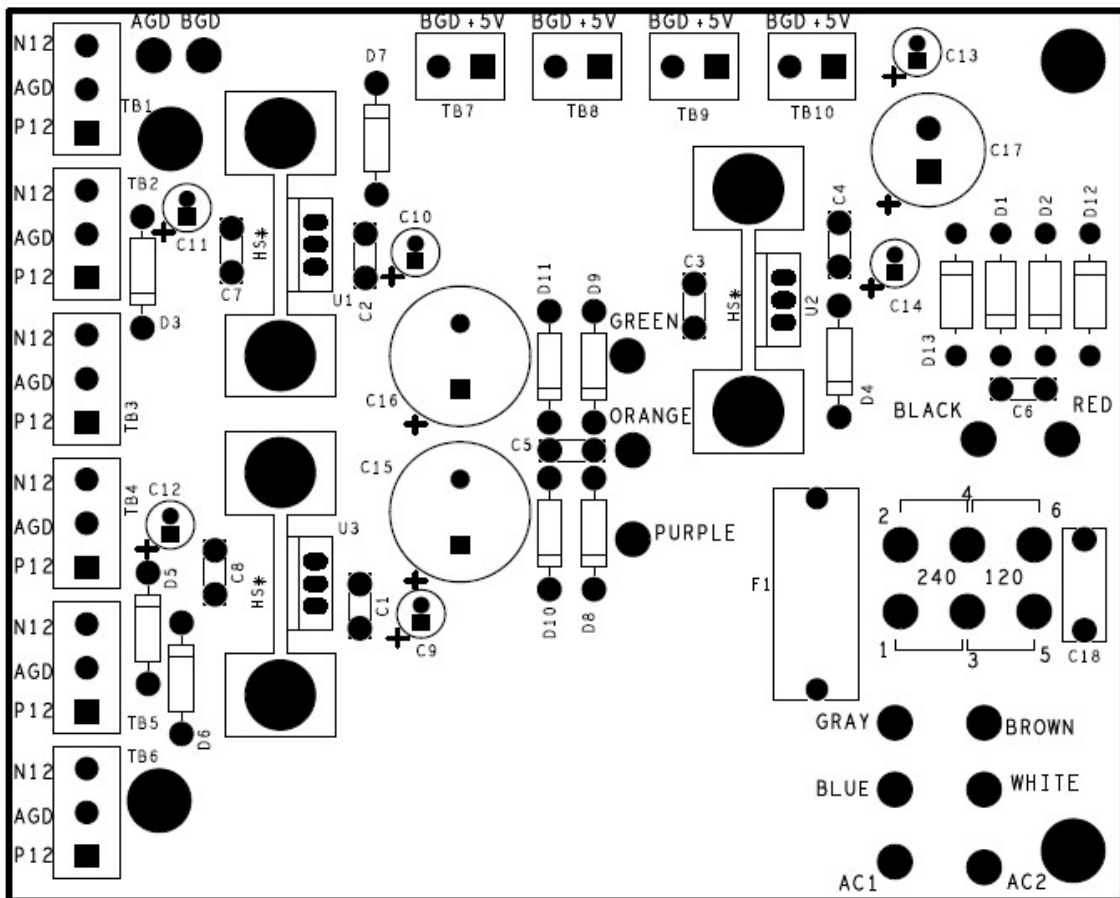 AGD BGD
BGD +5V
BGD +5V
BGD +5V
BGD +5V
N12
AGD
P12
TB1
D7
TB7
TB8
TB9
TB10
C13
C17
N12
AGD
P12
TB2
C11
D3
C7
HS*
U1
C2
C10
D11
D9
C3
HS*
U2
C4
C14
D4
D1
D2
D12
D13
C6
GREEN
ORANGE
PURPLE
BLACK
RED
N12
AGD
P12
TB3
C16
C5
C15
N12
AGD
P12
TB4
C12
D5
C8
HS*
U3
C1
C9
D10
D8
F1
2
4
6
240
120
1
3
5
C18
N12
AGD
P12
TB5
D6
GRAY
BROWN
BLUE
WHITE
AC1
AC2
N12
AGD
P12
TB6